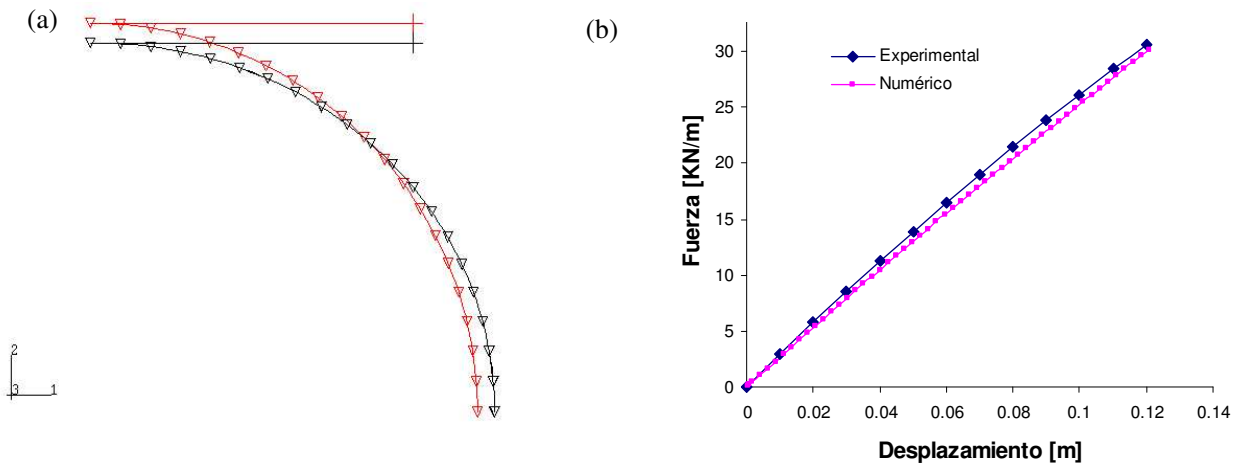 (a)
2
3
1
(b)
Fuerza [KN/m]
30
25
20
15
10
5
0
Experimental
Numérico
0 0.02 0.04 0.06 0.08 0.1 0.12 0.14
Desplazamiento [m]